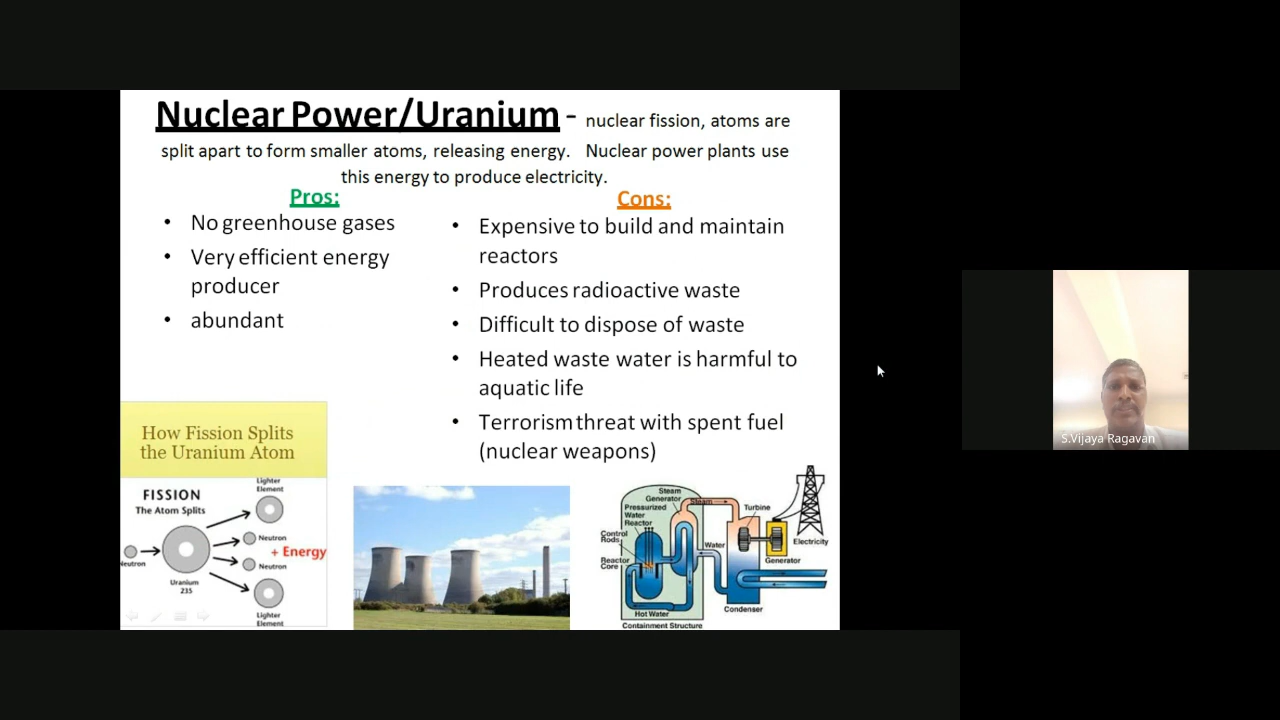 Nuclear Power/Uranium - nuclear fission, atoms are
split apart to form smaller atoms, releasing energy. Nuclear power plants use
this energy to produce electricity.
Pros:
• No greenhouse gases
• Very efficient energy
producer
• abundant
Cons:
• Expensive to build and maintain
reactors
• Produces radioactive waste
• Difficult to dispose of waste
• Heated waste water is harmful to
aquatic life
• Terrorism threat with spent fuel
(nuclear weapons)
How Fission Splits
the Uranium Atom
FISSION
The Atom Splits
Lighter
Element
Neutron
Neutron
+ Energy
Neutron
Uranium
235
Lighter
Element
Steam
Generator
Steam
Pressurized
Water
Reactor
Turbine
Control
Rods
Water
Electricity
Reactor
Core
Generator
Hot Water
Condenser
Containment Structure
S.Vijaya Ragavan